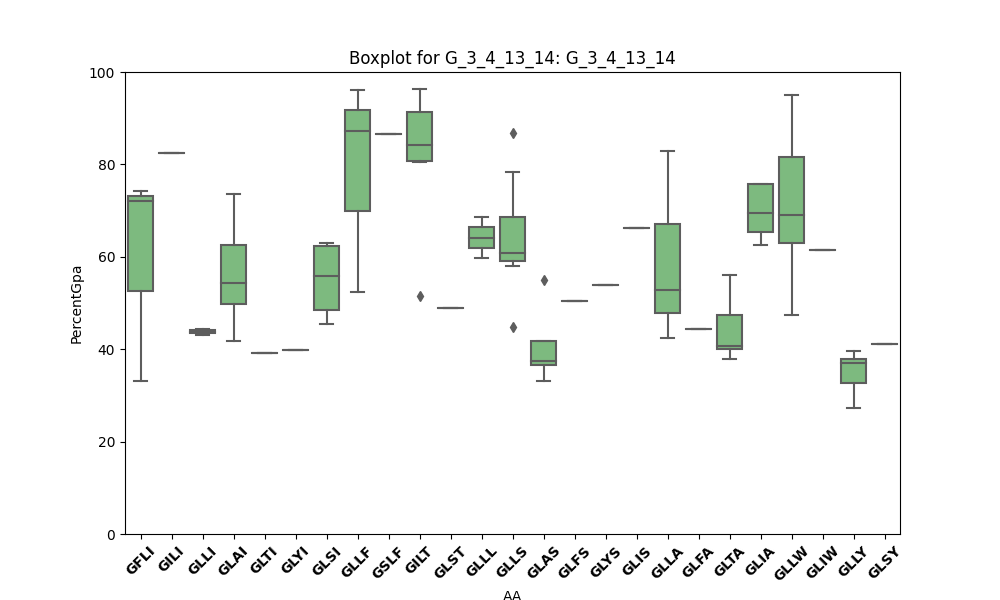 Boxplot for G_3_4_13_14: G_3_4_13_14
100
80
60
40
20
0
PercentGpa
GFLI GILI GLLI GLAI GLTI GLYI GLSI GLLF GSLF GILT GLST GLLL GLLS GLAS GLFS GLYS GLIS GLLA GLFA GLTA GLIA GLLW GLIW GLLY GLSY
AA